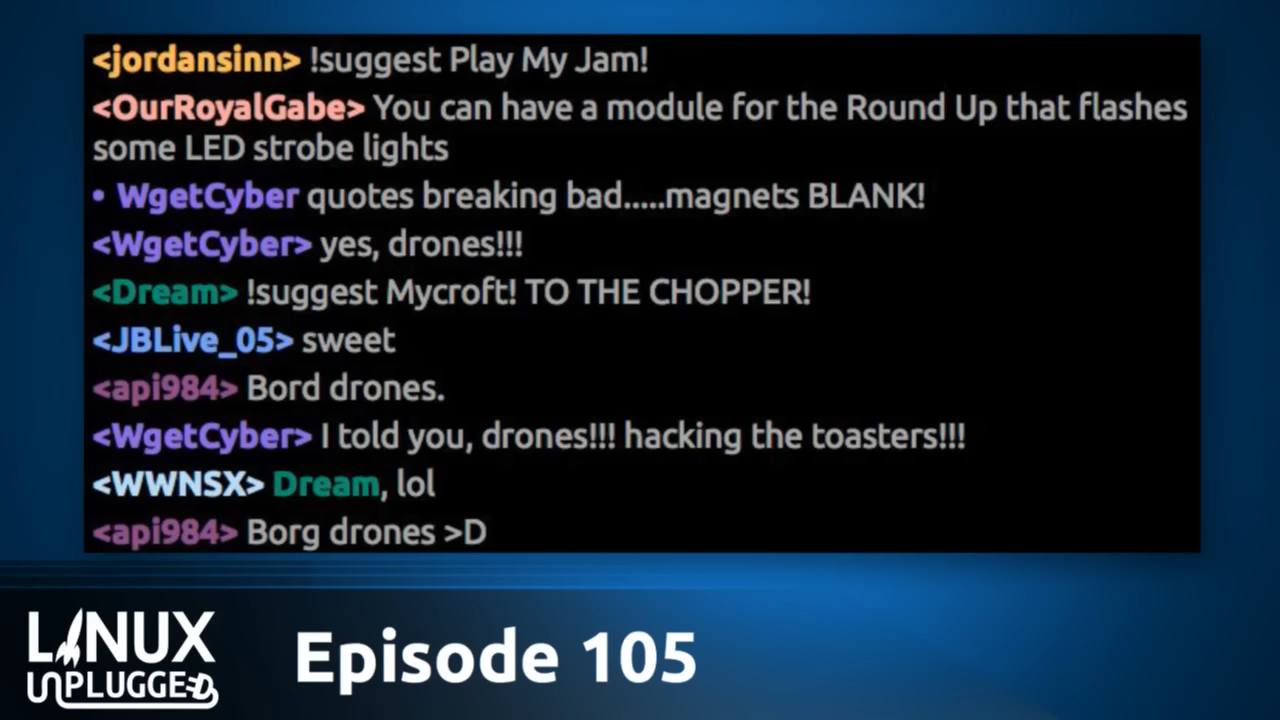 <jordansinn> !suggest Play My Jam!
<OurRoyalGabe> You can have a module for the Round Up that flashes
some LED strobe lights
• WgetCyber quotes breaking bad.....magnets BLANK!
<WgetCyber> yes, drones!!!
<Dream> !suggest Mycroft! TO THE CHOPPER!
<JBLive_05> sweet
<api984> Bord drones.
<WgetCyber> I told you, drones!!! hacking the toasters!!!
<WWNSX> Dream, lol
<api984> Borg drones >D
LINUX
UNPLUGGED
Episode 105